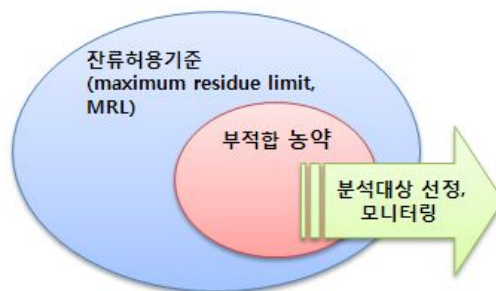 잔류허용기준
(maximum residue limit,
MRL)
부적합 농약
분석대상 선정,
모니터링